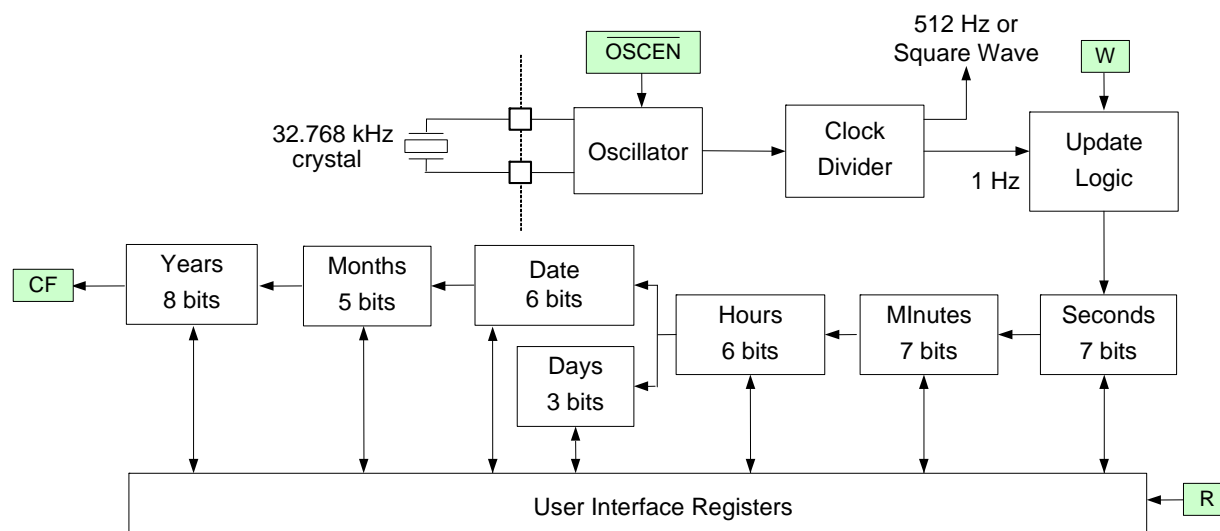 512 Hz or
Square Wave
OSCEN
W
32.768 kHz
crystal
Oscillator
Clock
Divider
1 Hz
Update
Logic
CF
Years
8 bits
Months
5 bits
Date
6 bits
Days
3 bits
Hours
6 bits
MInutes
7 bits
Seconds
7 bits
User Interface Registers
R